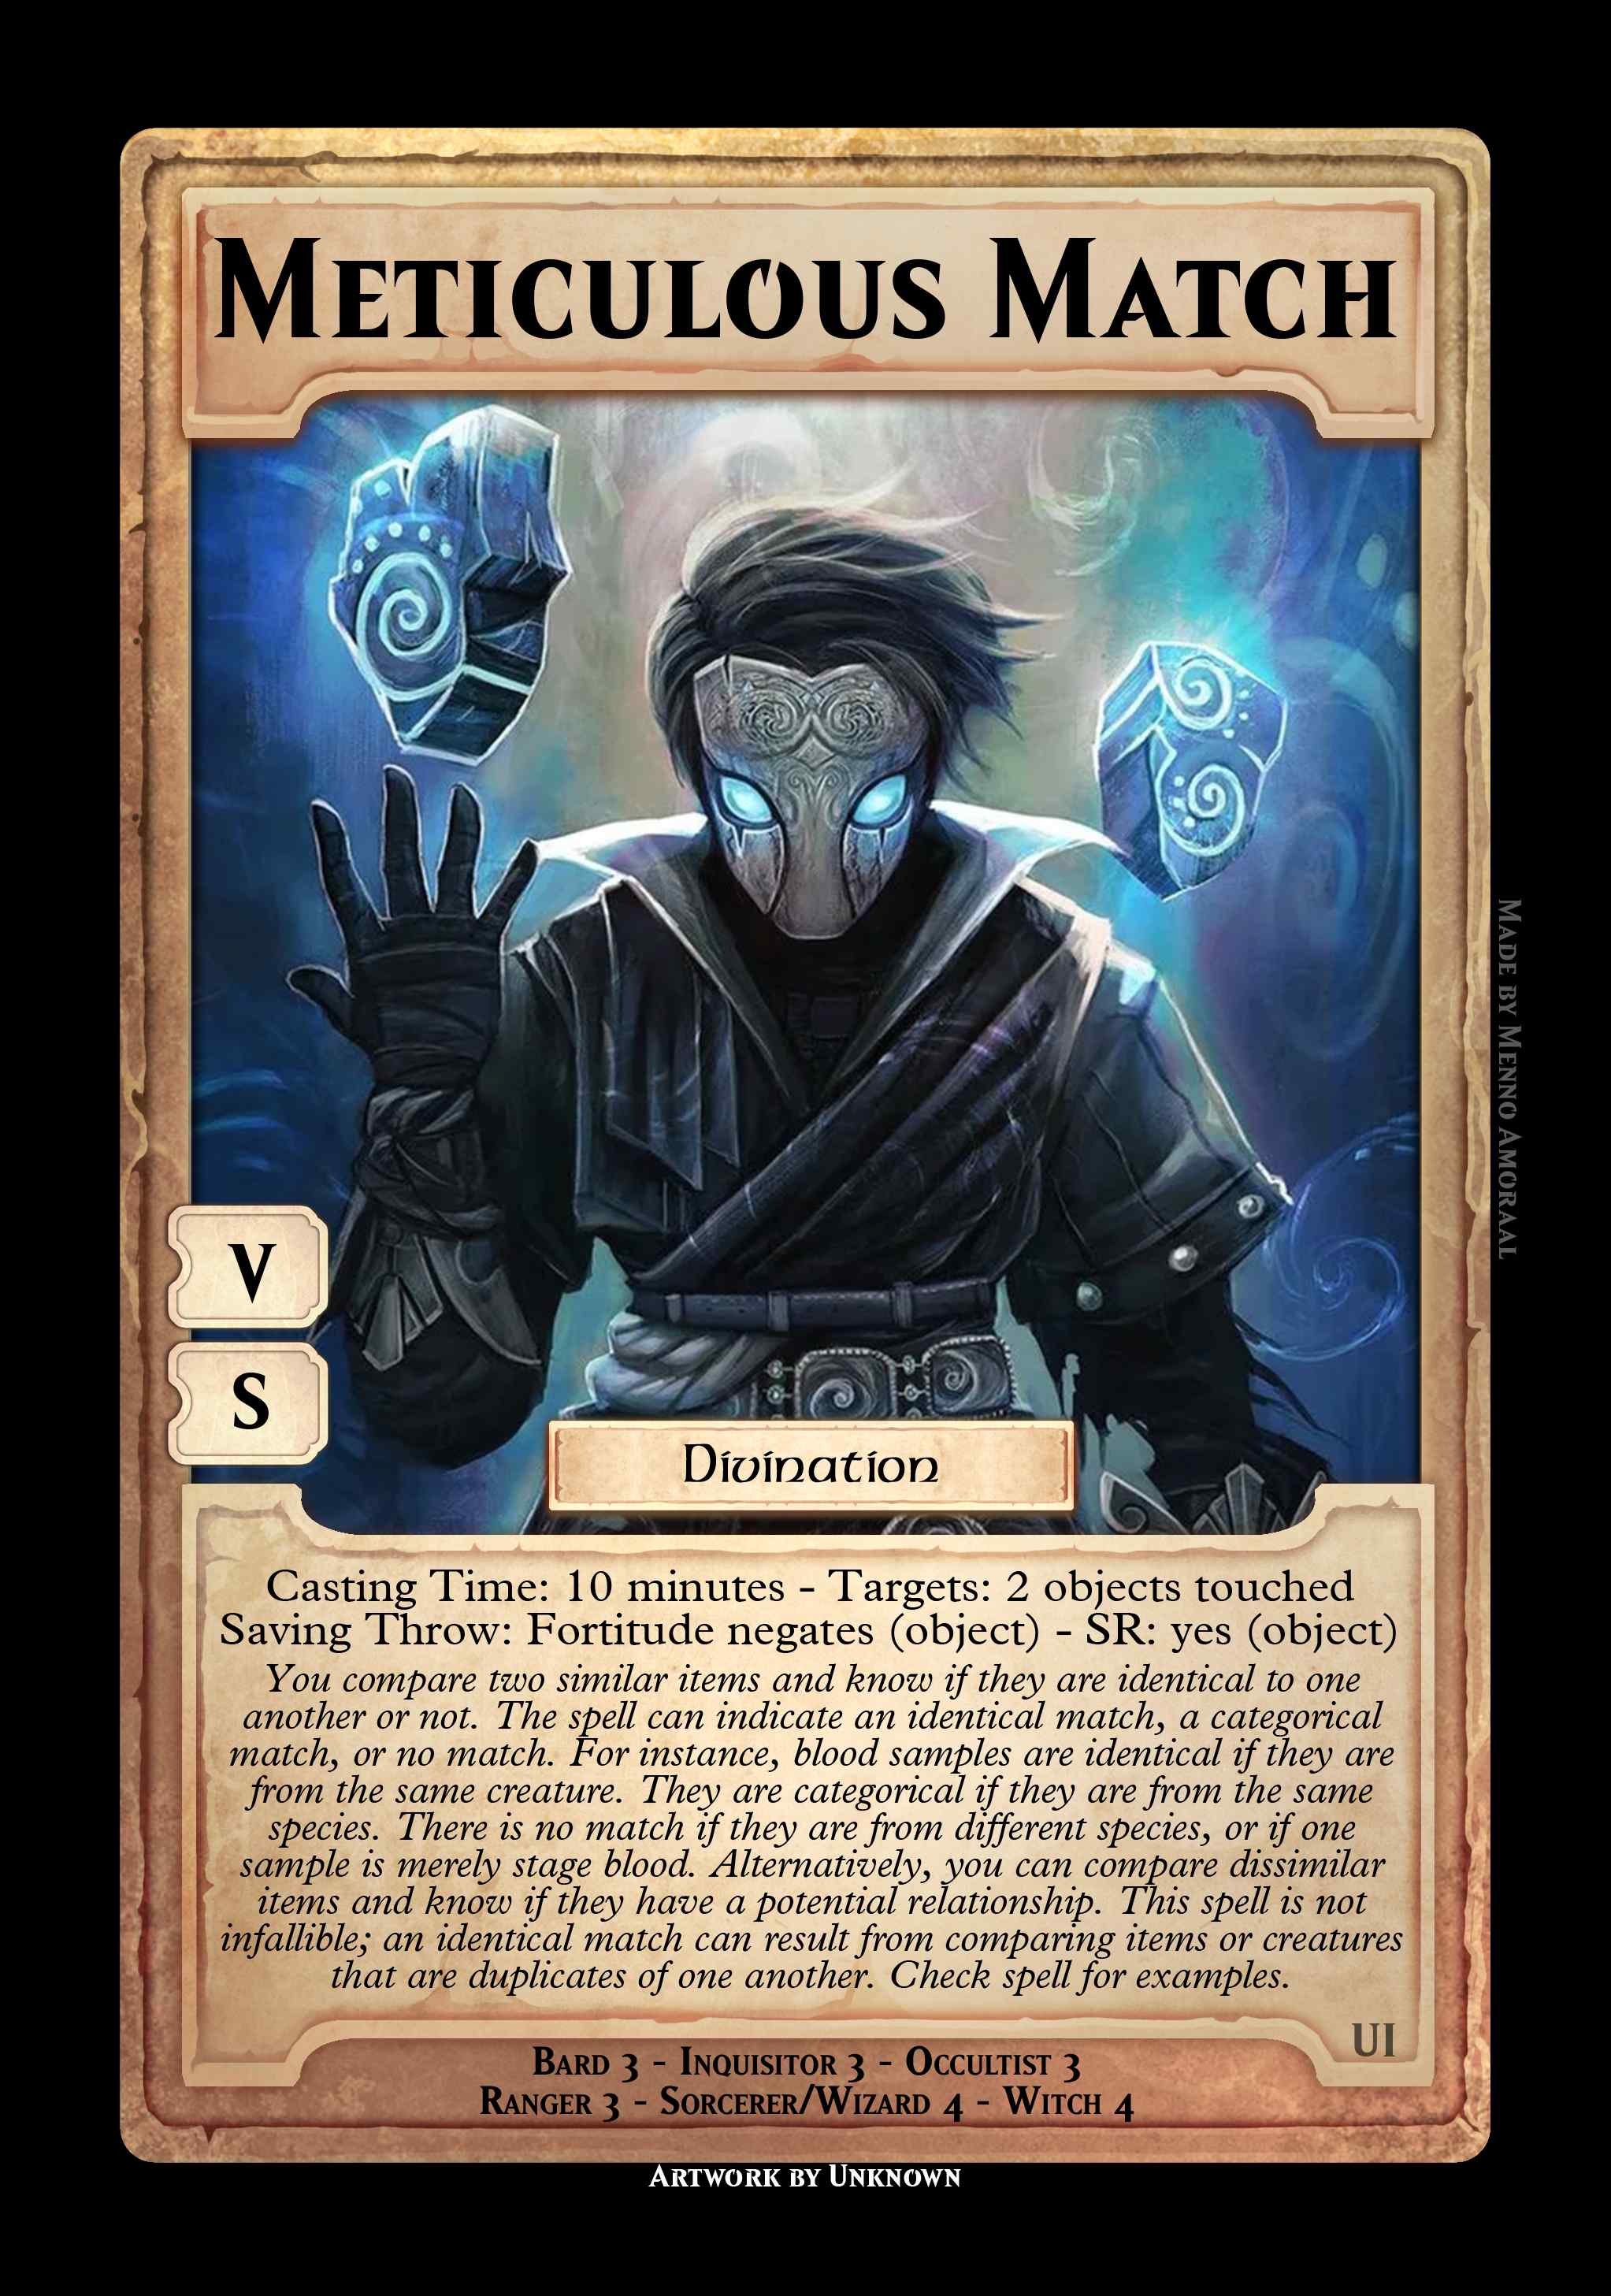 Meticulous Match
V
S
Divination
Casting Time: 10 minutes - Targets: 2 objects touched
Saving Throw: Fortitude negates (object) - SR: yes (object)
You compare two similar items and know if they are identical to one
another or not. The spell can indicate an identical match, a categorical
match, or no match. For instance, blood samples are identical if they are
from the same creature. They are categorical if they are from the same
species. There is no match if they are from different species, or if one
sample is merely stage blood. Alternatively, you can compare dissimilar
items and know if they have a potential relationship. This spell is not
infallible; an identical match can result from comparing items or creatures
that are duplicates of one another. Check spell for examples.
UI
Bard 3 - Inquisitor 3 - Occultist 3
Ranger 3 - Sorcerer/Wizard 4 - Witch 4
Artwork by Unknown
Made by Menno Amoraal